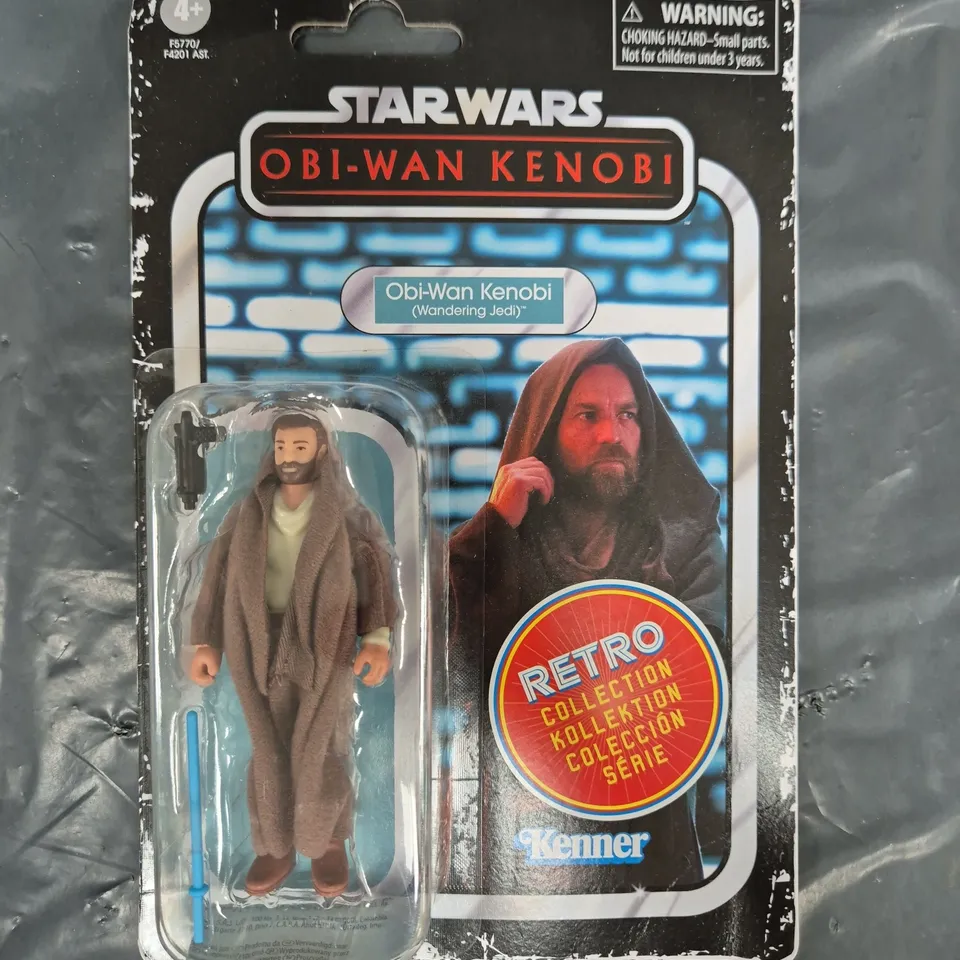 4+
F5770/
F4201 AST.
WARNING:
CHOKING HAZARD–Small parts.
Not for children under 3 years.
STAR WARS
OBI-WAN KENOBI
Obi-Wan Kenobi
(Wandering Jedi)™
RETRO
COLLECTION
KOLLEKTION
COLECCIÓN
SÉRIE
Kenner